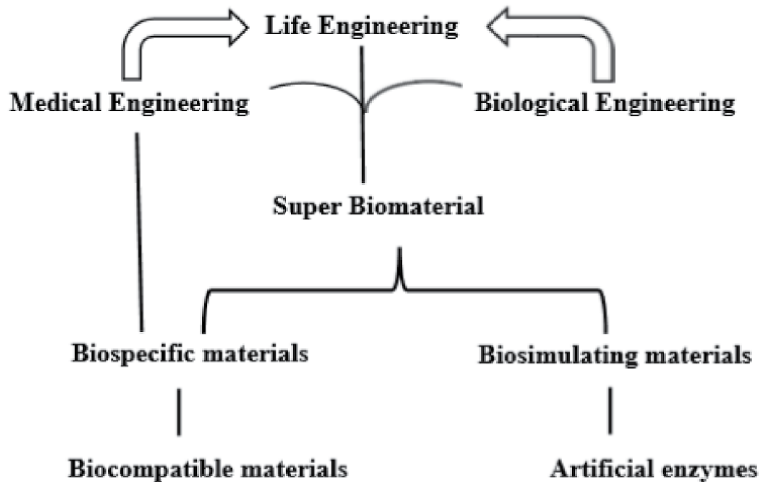 Life Engineering
Medical Engineering
Biological Engineering
Super Biomaterial
Biospecific materials
Biosimulating materials
Biocompatible materials
Artificial enzymes